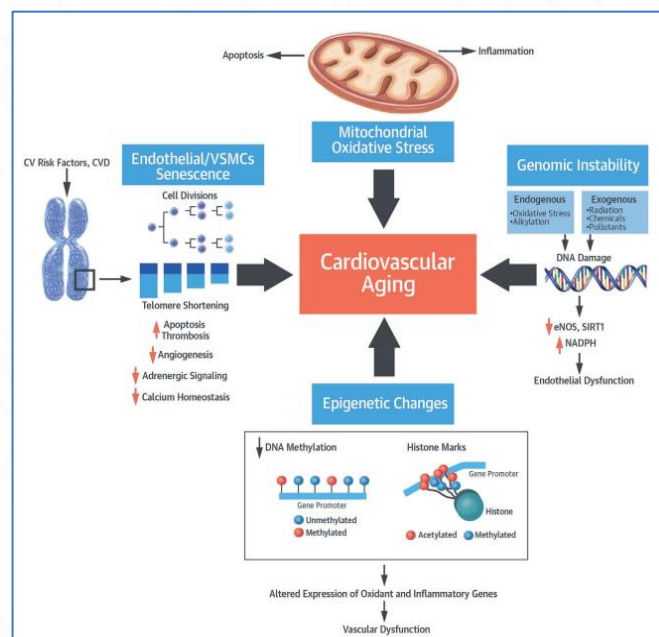 Apoptosis
Inflammation
Mitochondrial
Oxidative Stress
CV Risk Factors, CVD
Endothelial/VSMCs
Senescence
Cell Divisions
Telomere Shortening
Apoptosis
Thrombosis
Angiogenesis
Adrenergic Signaling
Calcium Homeostasis
Cardiovascular
Aging
Genomic Instability
Endogenous
•Oxidative Stress
•Alkylation
Exogenous
•Radiation
•Chemicals
•Pollutants
DNA Damage
eNOS, SIRT1
NADPH
Endothelial Dysfunction
Epigenetic Changes
DNA Methylation
Gene Promoter
Unmethylated
Methylated
Histone Marks
Gene Promoter
Histone
Acetylated
Methylated
Altered Expression of Oxidant and Inflammatory Genes
Vascular Dysfunction